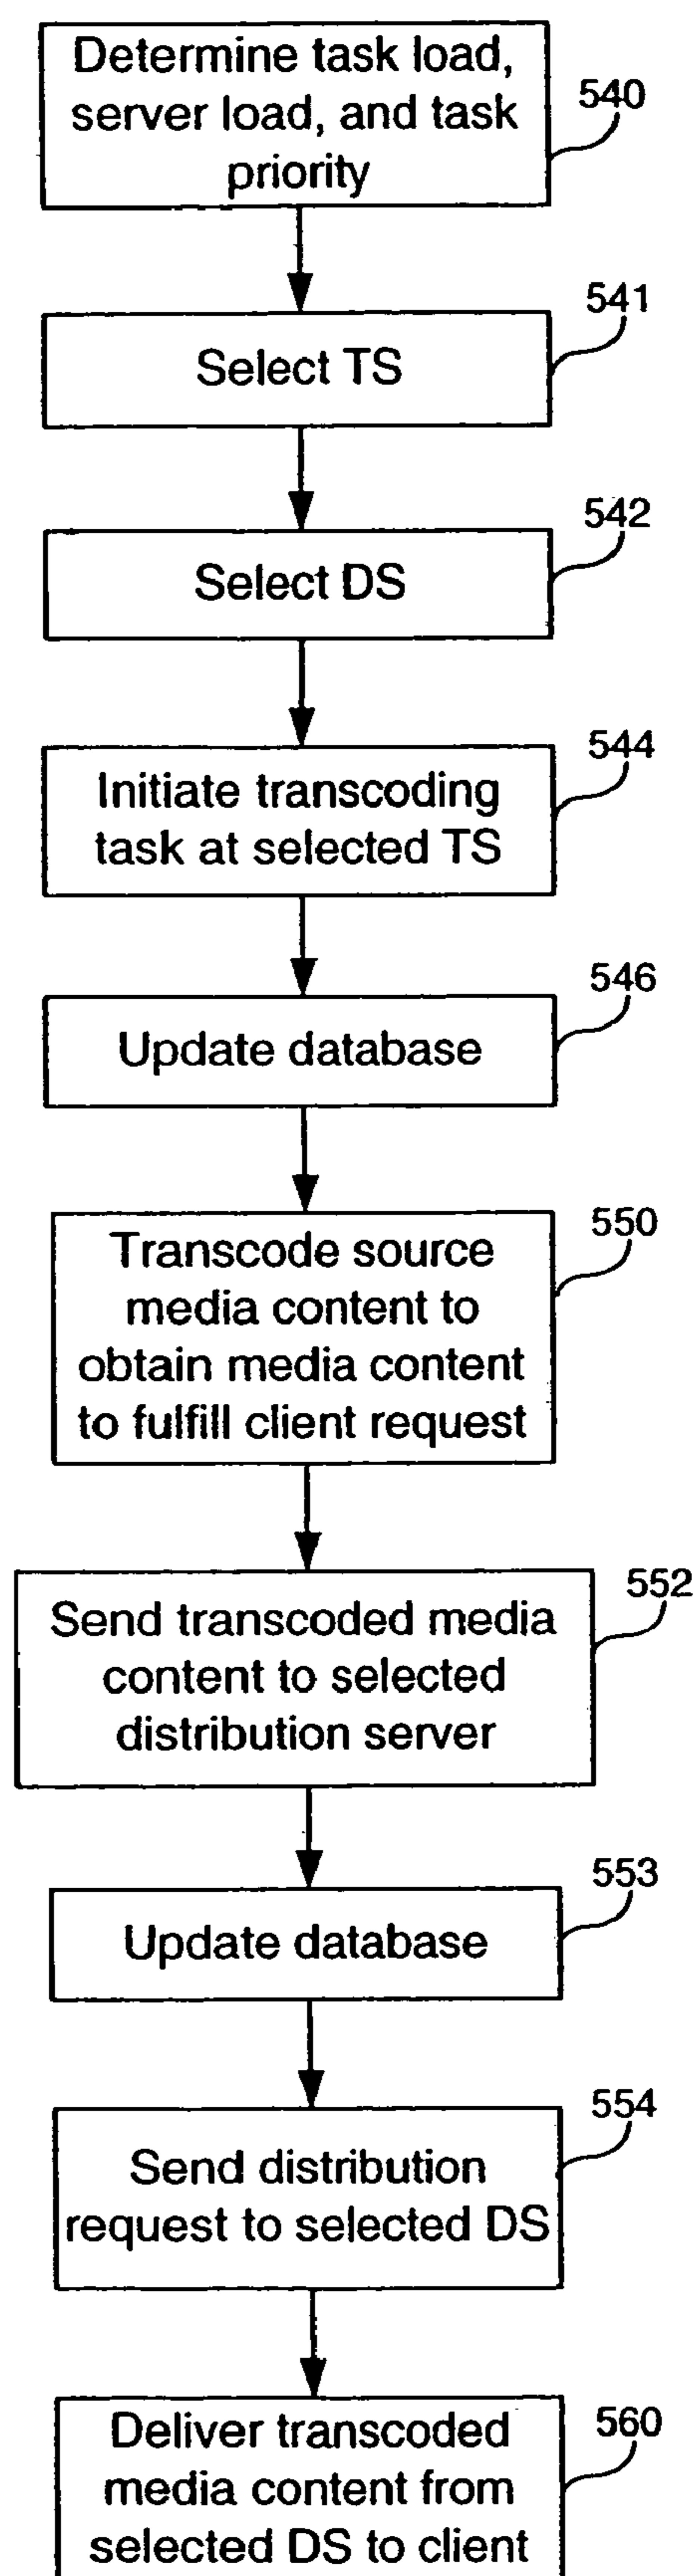 Determine task load,
server load, and task
priority
540
541
Select TS
542
Select DS
544
Initiate transcoding
task at selected TS
546
Update database
550
Transcode source
media content to
obtain media content
to fulfill client request
552
Send transcoded media
content to selected
distribution server
553
Update database
554
Send distribution
request to selected DS
560
Deliver transcoded
media content from
selected DS to client